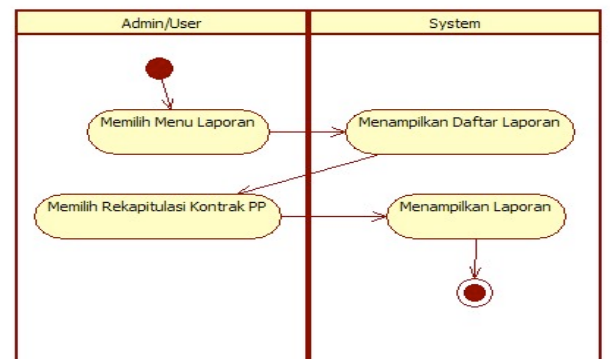 Admin/User
System
Memilih Menu Laporan
Menampilkan Daftar Laporan
Memilih Rekapitulasi Kontrak PP
Menampilkan Laporan